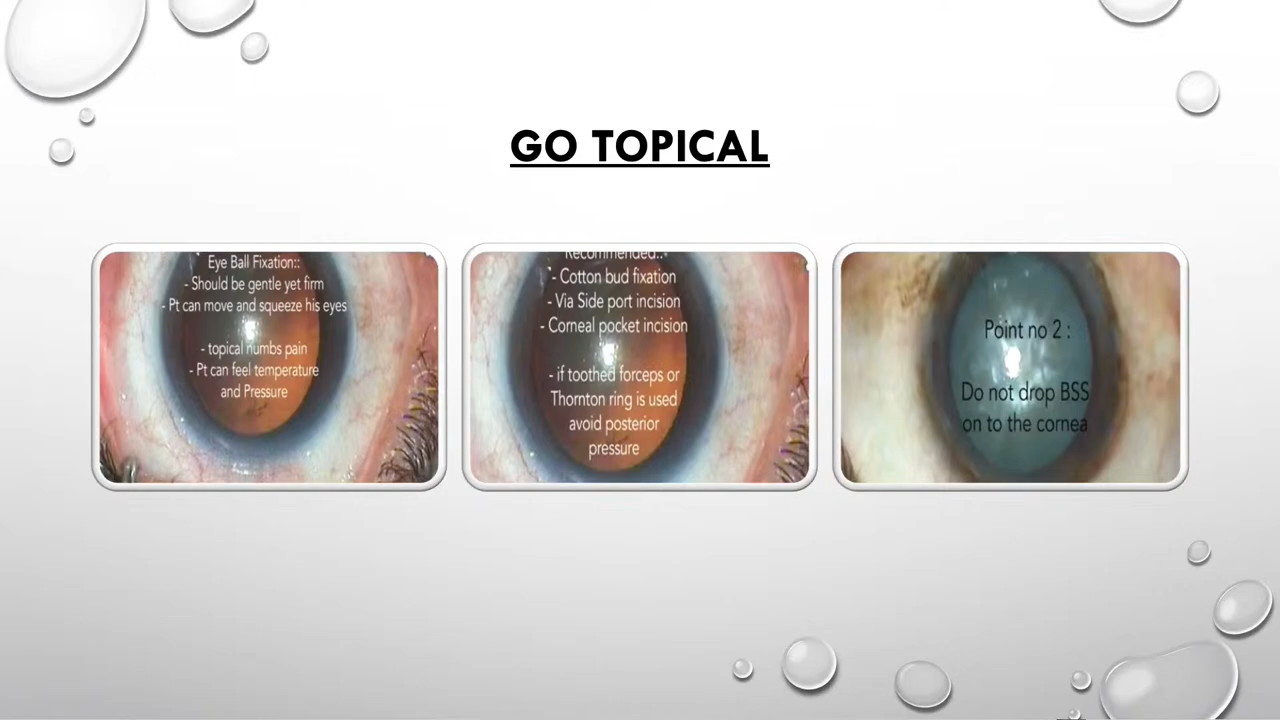 GO TOPICAL
Eye Ball Fixation::
- Should be gentle yet firm
- Pt can move and squeeze his eyes
- topical numbs pain
- Pt can feel temperature
and Pressure
Recommended::-
- Cotton bud fixation
- Via Side port incision
- Corneal pocket incision
- if toothed forceps or
Thornton ring is used
avoid posterior
pressure
Point no 2 :
Do not drop BSS
on to the cornea